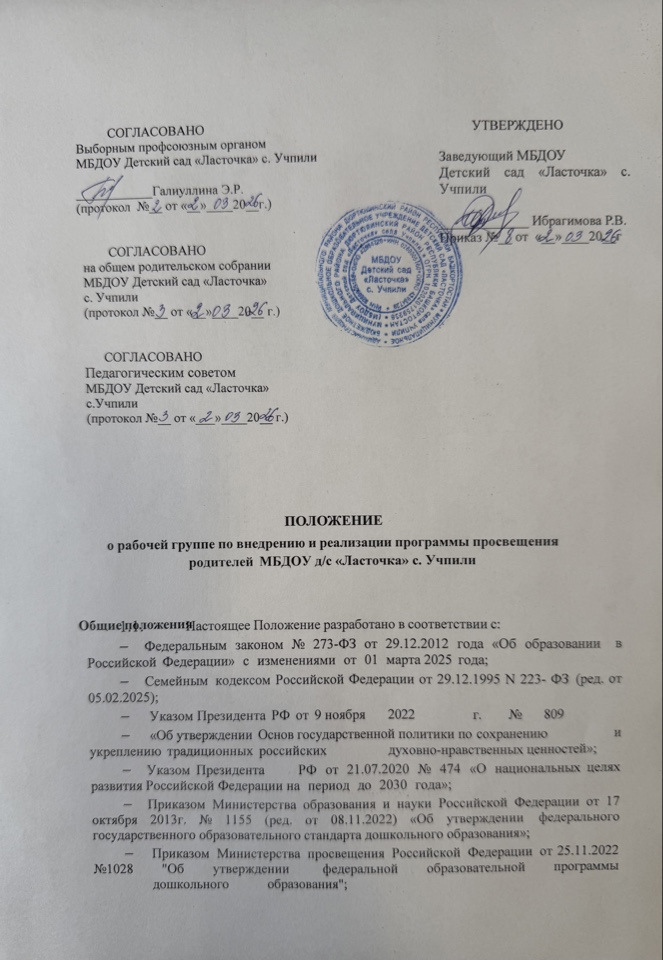 СОГЛАСОВАНО
Выборным профсоюзным органом
МБДОУ Детский сад «Ласточка» с. Учпили
Галиуллина Э.Р.
(протокол № 2 от «2» 03 2026г.)
УТВЕРЖДЕНО
Заведующий МБДОУ
Детский сад «Ласточка» с.
Учпили
Ибрагимова Р.В.
Приказ № 8 от «2» 03 2026г
МБДОУ
Детский сад
«Ласточка»
с. Учпили
СОГЛАСОВАНО
на общем родительском собрании
МБДОУ Детский сад «Ласточка»
с. Учпили
(протокол №3 от «2»03 2026 г.)
СОГЛАСОВАНО
Педагогическим советом
МБДОУ Детский сад «Ласточка»
с.Учпили
(протокол №3 от «2» 03 2026 г.)
ПОЛОЖЕНИЕ
о рабочей группе по внедрению и реализации программы просвещения
родителей МБДОУ д/с «Ласточка» с. Учпили
Общие положения Настоящее Положение разработано в соответствии с:
– Федеральным законом № 273-ФЗ от 29.12.2012 года «Об образовании в
Российской Федерации» с изменениями от 01 марта 2025 года;
– Семейным кодексом Российской Федерации от 29.12.1995 N 223- ФЗ (ред. от
05.02.2025);
– Указом Президента РФ от 9 ноября 2022 г. № 809
– «Об утверждении Основ государственной политики по сохранению и
укреплению традиционных российских духовно-нравственных ценностей»;
– Указом Президента РФ от 21.07.2020 № 474 «О национальных целях
развития Российской Федерации на период до 2030 года»;
– Приказом Министерства образования и науки Российской Федерации от 17
октября 2013г. № 1155 (ред. от 08.11.2022) «Об утверждении федерального
государственного образовательного стандарта дошкольного образования»;
– Приказом Министерства просвещения Российской Федерации от 25.11.2022
№1028 "Об утверждении федеральной образовательной программы
дошкольного образования";